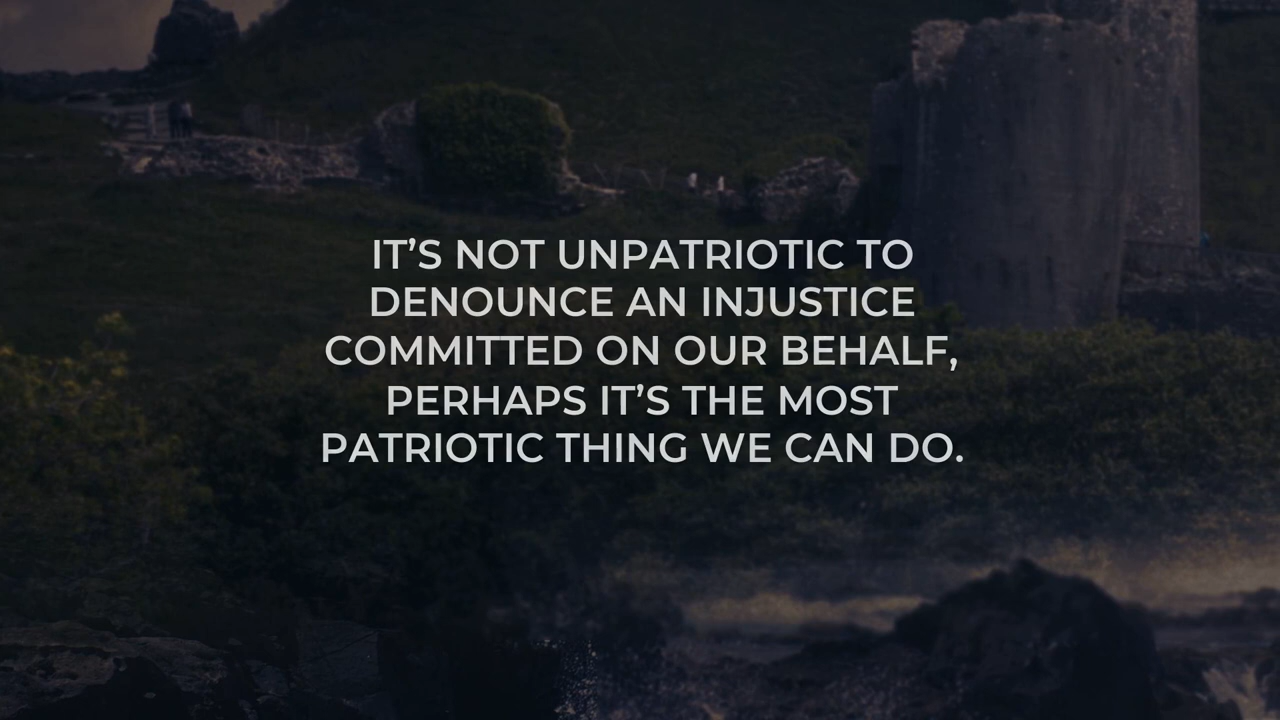 IT’S NOT UNPATRIOTIC TO
DENOUNCE AN INJUSTICE
COMMITTED ON OUR BEHALF,
PERHAPS IT’S THE MOST
PATRIOTIC THING WE CAN DO.